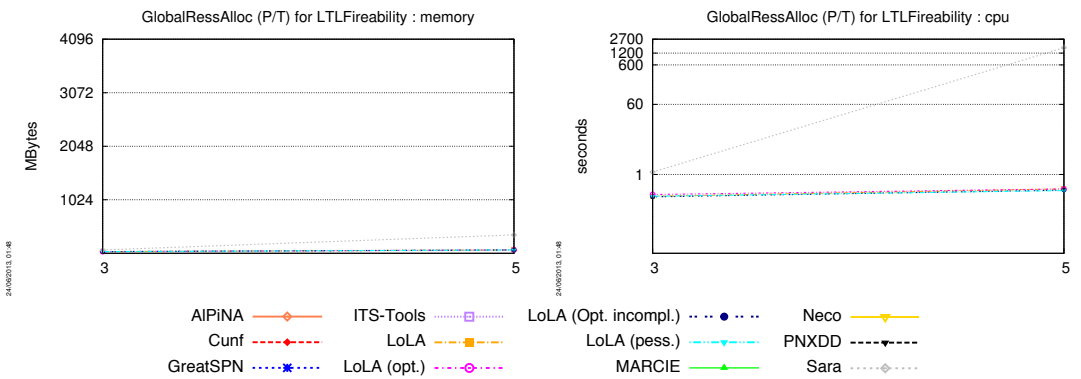 GlobalRessAlloc (P/T) for LTLFireability : memory
4096
3072
2048
1024
MBytes
3
5
24/06/2013, 01:48
GlobalRessAlloc (P/T) for LTLFireability : cpu
2700
1200
600
60
1
seconds
3
5
24/06/2013, 01:48
AlPiNA
Cunf
GreatSPN
ITS-Tools
LoLA
LoLA (opt.)
LoLA (Opt. incompl.)
LoLA (pess.)
MARCIE
Neco
PNXDD
Sara